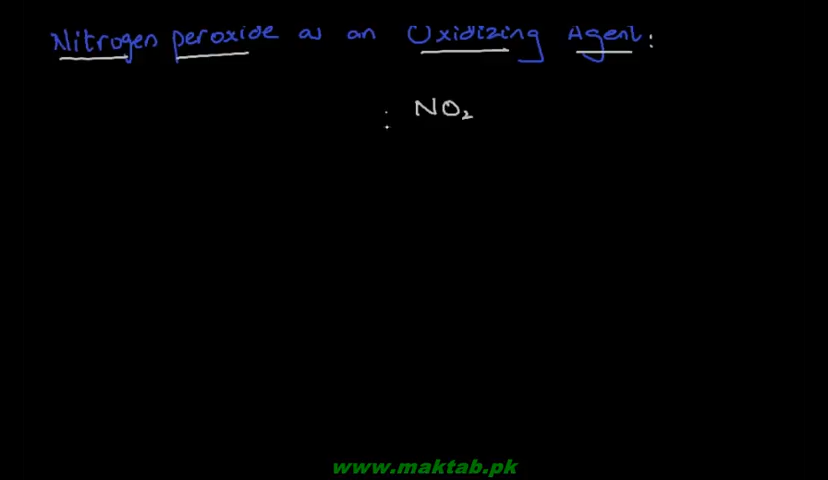 Nitrogen peroxide as an Oxidizing Agent:
: NO₂
www.maktab.pk